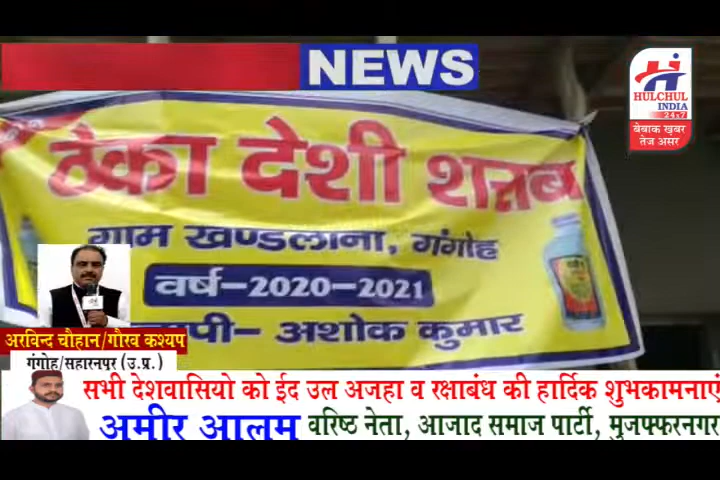 NEWS
HULCHUL
INDIA
24x7
बेबाक खबर
तेज असर
ठेका देशी शराब
ग्राम खण्डलाना, गंगोह
वर्ष-2020-2021
अशोक कुमार
अरविन्द चौहान/गौरव कश्यप
गंगोह/सहारनपुर (उ.प्र.)
सभी देशवासियो को ईद उल अजहा व रक्षाबंध की हार्दिक शुभकामनाएं
अमीर आलम वरिष्ठ नेता, आजाद समाज पार्टी, मुजफ्फरनगर